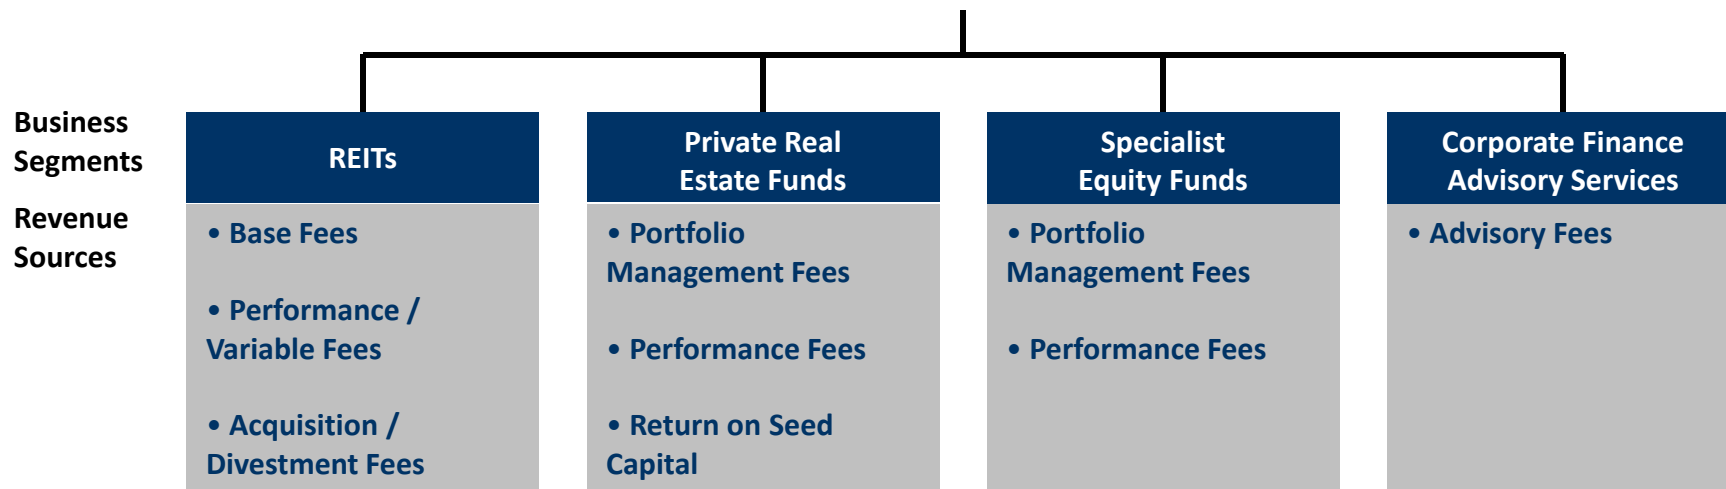 Business
Segments
REITs
Private Real
Estate Funds
Specialist
Equity Funds
Corporate Finance
Advisory Services
Revenue
Sources
• Base Fees
• Performance /
Variable Fees
• Acquisition /
Divestment Fees
• Portfolio
Management Fees
• Performance Fees
• Return on Seed
Capital
• Portfolio
Management Fees
• Performance Fees
• Advisory Fees